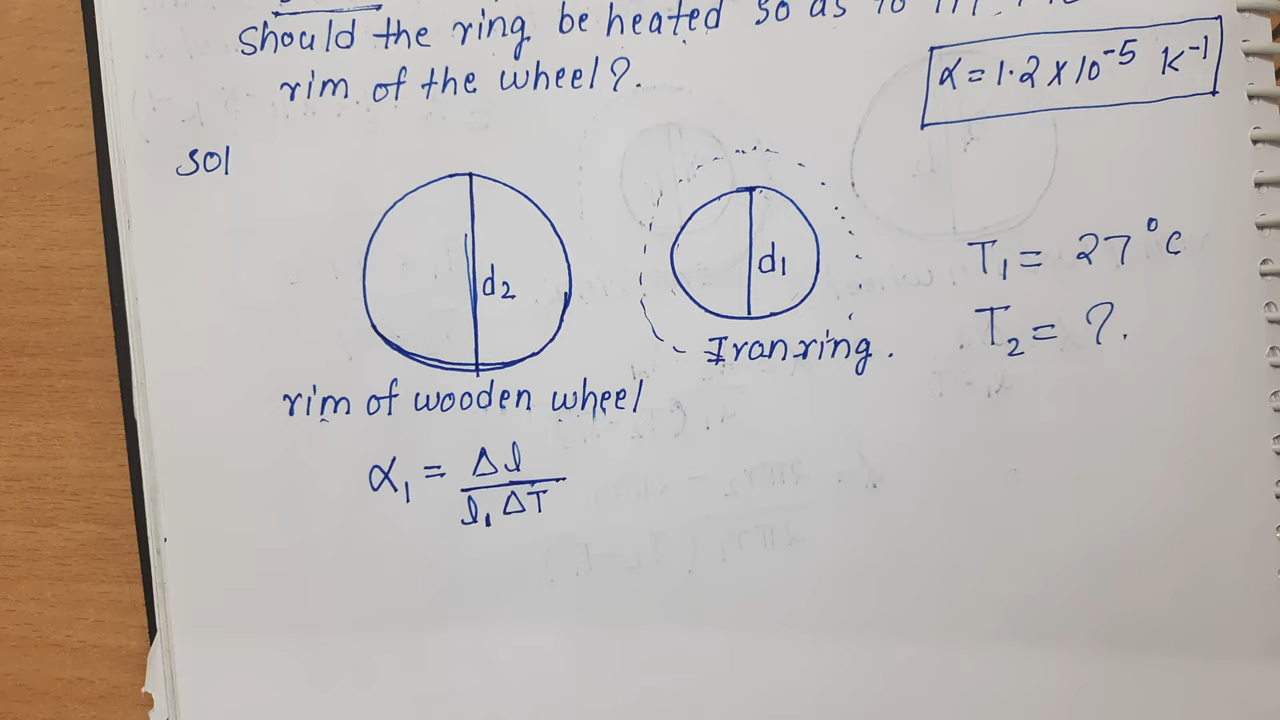 should the ring be heated so as to
rim of the wheel?.
α = 1.2 × 10⁻⁵ K⁻¹
sol
d₂
d₁
T₁ = 27°C
T₂ = ?.
Iran ring.
rim of wooden wheel
α₁ = Δl / l₁ ΔT